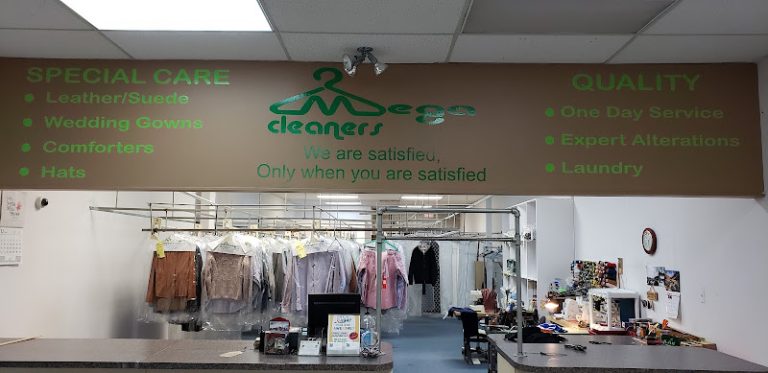 SPECIAL CARE
Leather/Suede
Wedding Gowns
Comforters
Hats
Mega
cleaners
We are satisfied,
Only when you are satisfied
QUALITY
One Day Service
Expert Alterations
Laundry